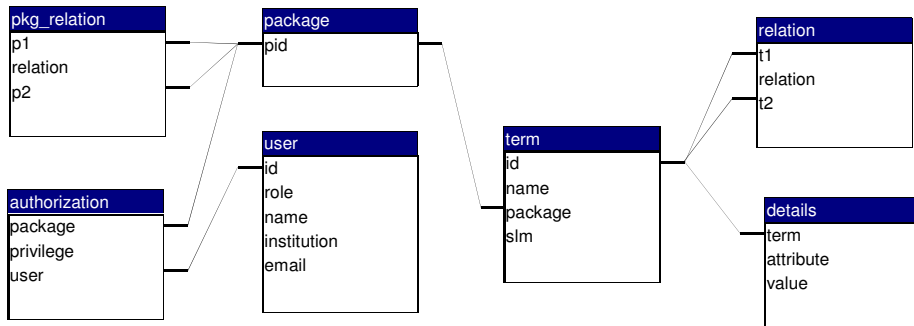 pkg_relation
p1
relation
p2
package
pid
relation
t1
relation
t2
user
id
role
name
institution
email
term
id
name
package
slm
authorization
package
privilege
user
details
term
attribute
value